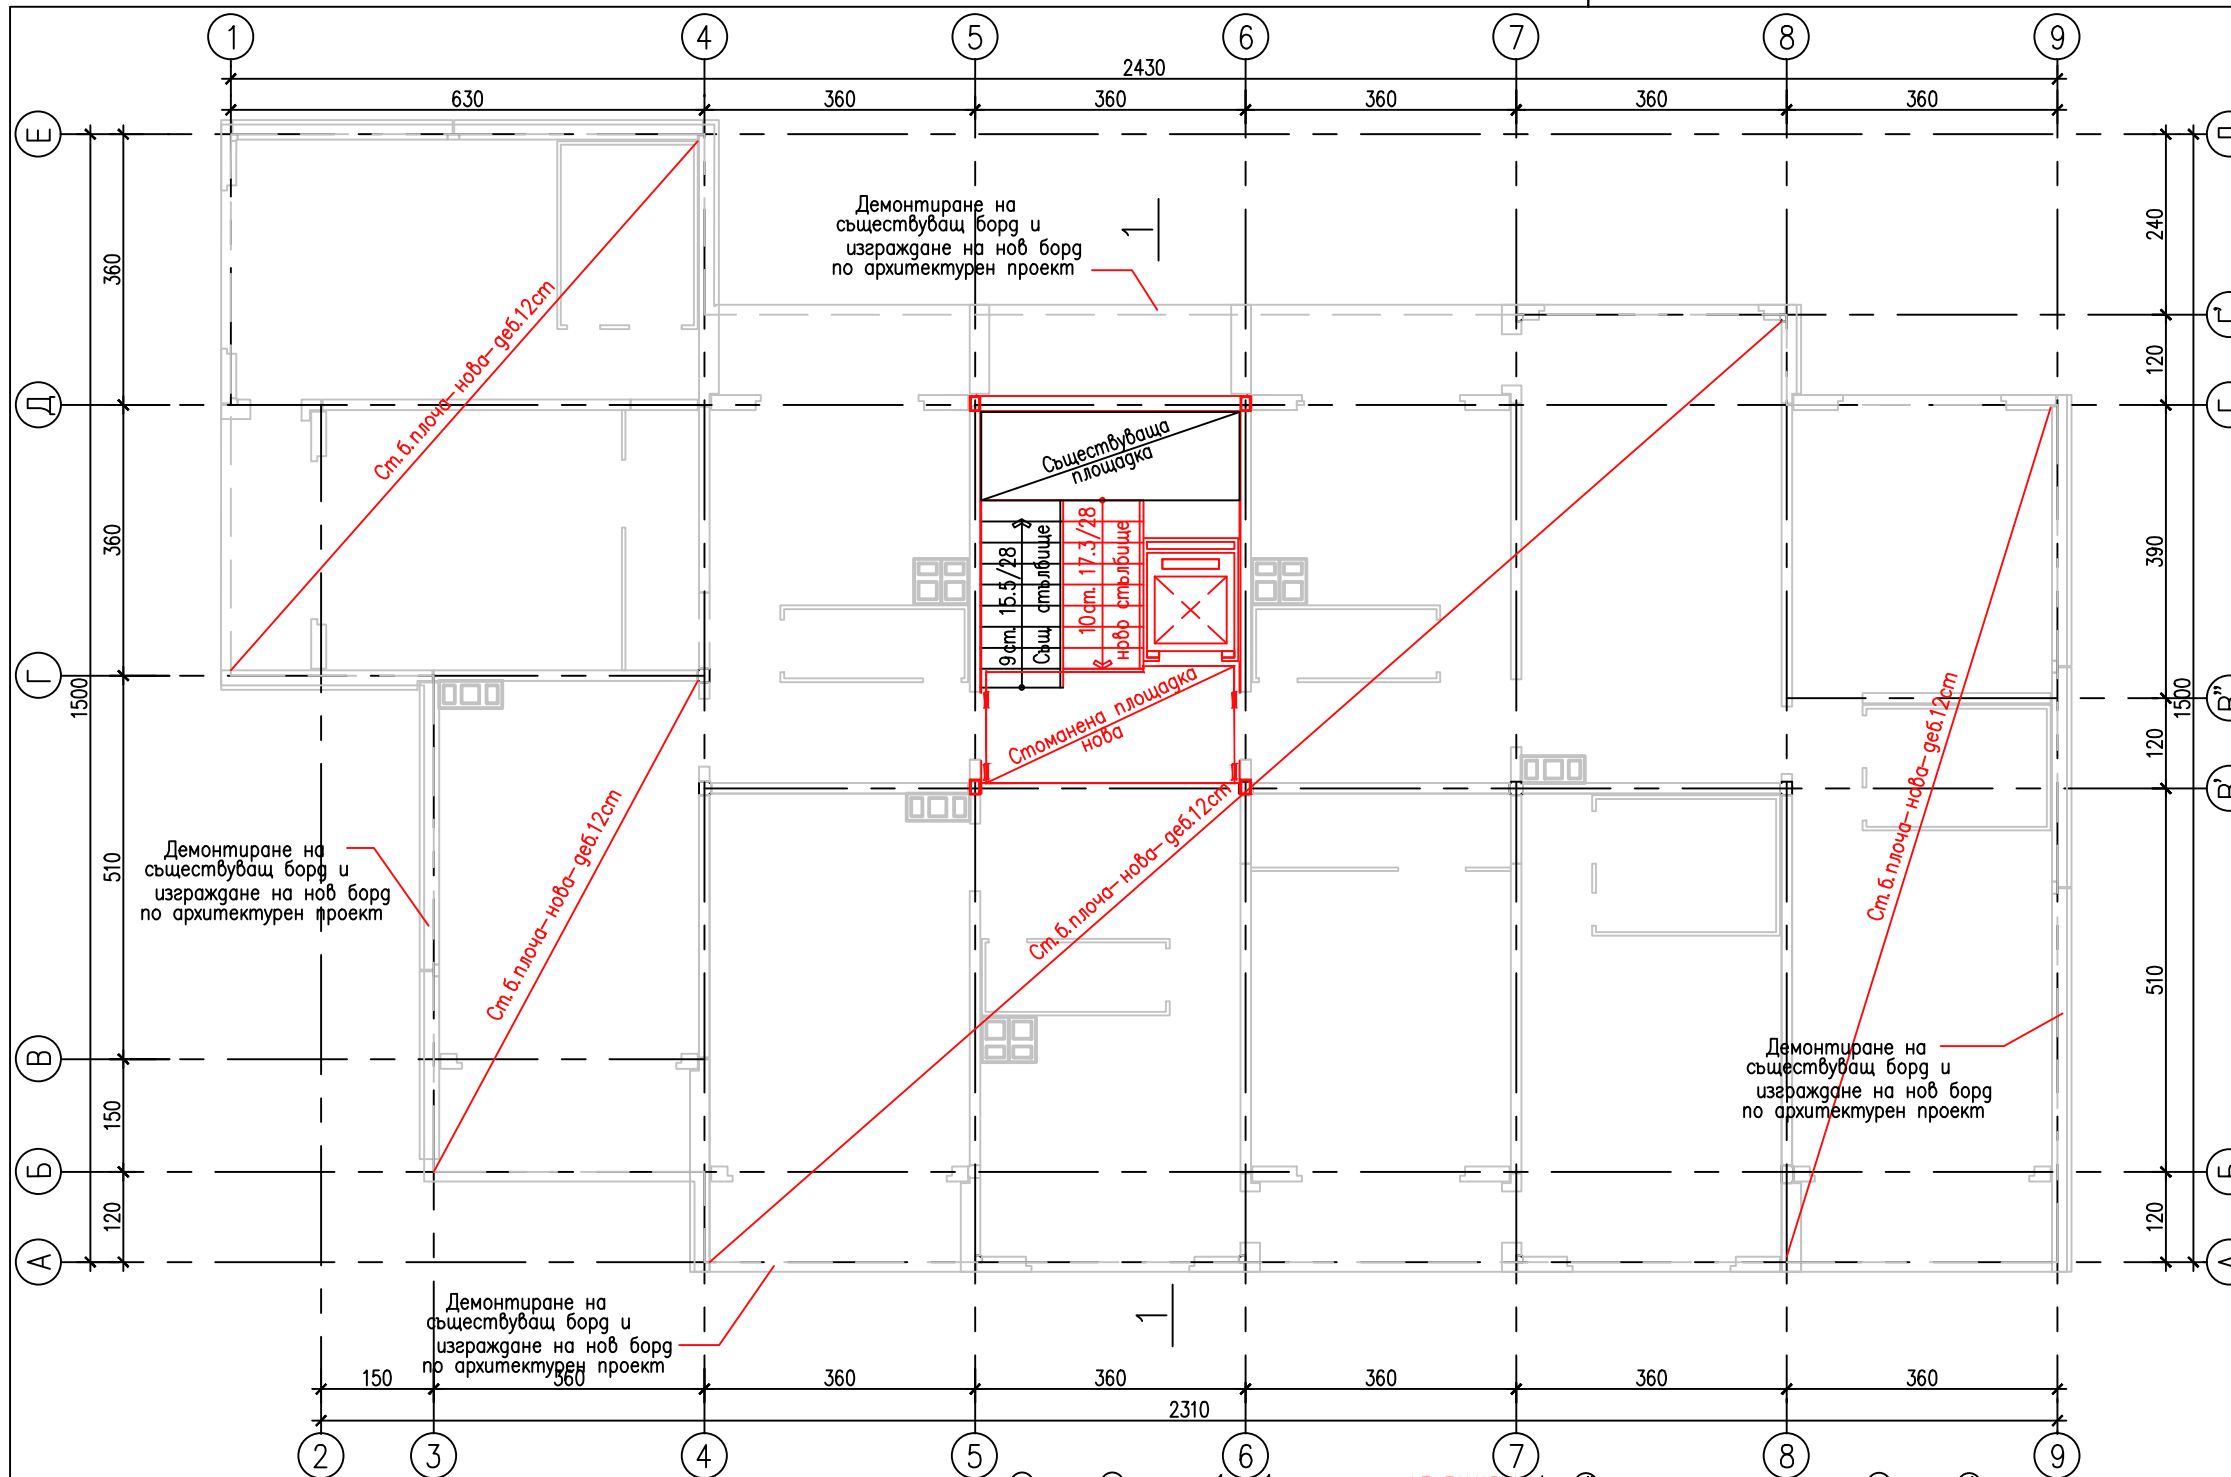 1
4
5
6
7
8
9
2430
630
360
360
360
360
360
Е
Д
Г
В
Б
А
360
360
1500
510
150
120
Г'
В"
В'
240
120
390
1500
120
510
120
Демонтиране на
съществуващ борд и
изграждане на нов борд
по архитектурен проект
1
Ст.б.плоча-нова-деб.12cm
Съществуваща
площадка
9ст. 15.5/28
Същ. стълбище
10ст. 17.3/28
ново стълбище
Стоманена площадка
нова
Ст.б.плоча-нова-деб.12cm
Ст.б.плоча-нова-деб.12cm
Ст.б.плоча-нова-деб.12cm
Демонтиране на
съществуващ борд и
изграждане на нов борд
по архитектурен проект
Демонтиране на
съществуващ борд и
изграждане на нов борд
по архитектурен проект
Демонтиране на
съществуващ борд и
изграждане на нов борд
по архитектурен проект
1
150
360
360
360
360
360
360
2310
2
3
4
5
6
7
8
9